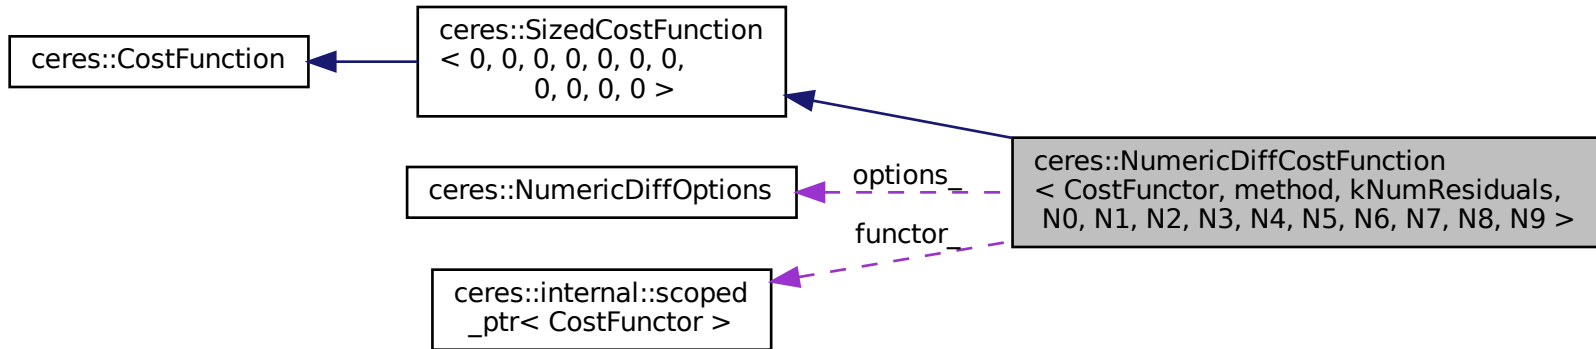 ceres::CostFunction
ceres::SizedCostFunction
< 0, 0, 0, 0, 0, 0, 0,
0, 0, 0, 0 >
ceres::NumericDiffOptions
options_
functor_
ceres::internal::scoped
_ptr< CostFunctor >
ceres::NumericDiffCostFunction
< CostFunctor, method, kNumResiduals,
N0, N1, N2, N3, N4, N5, N6, N7, N8, N9 >